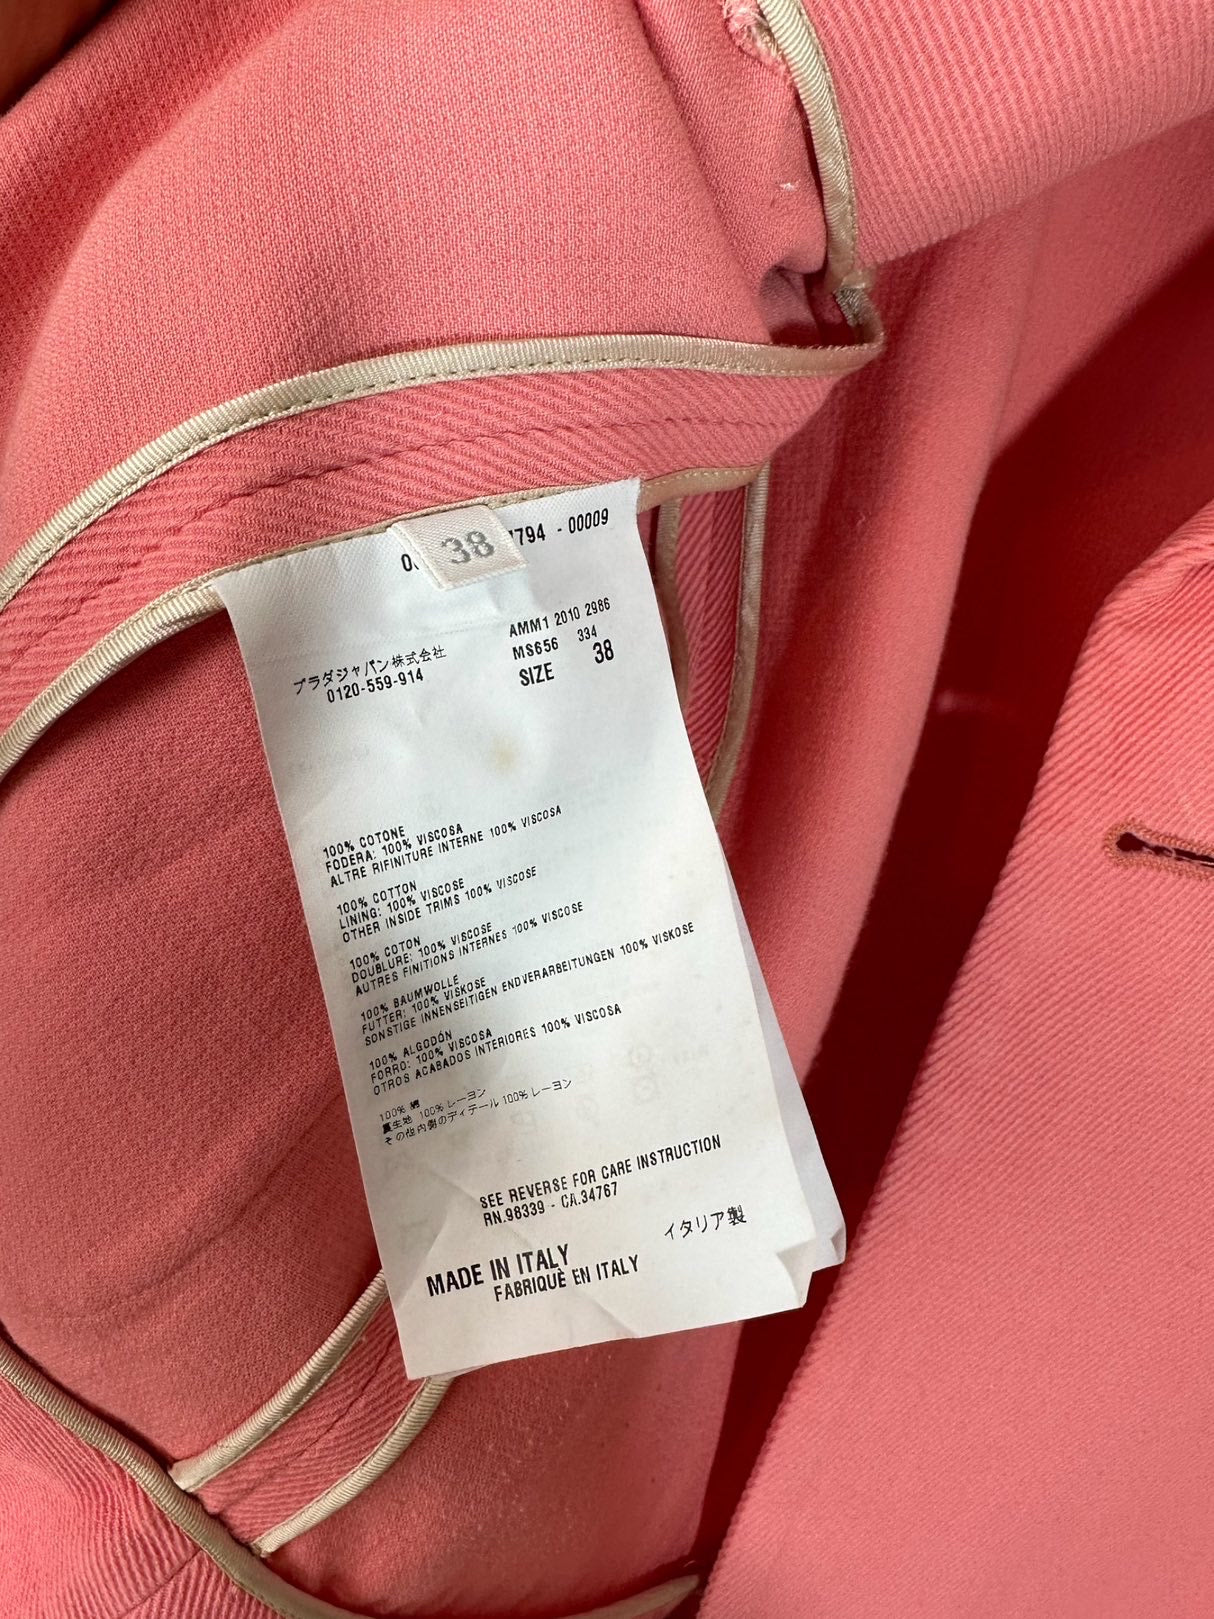 38
794 - 00009
AMM1 2010 2986
MS656 334
SIZE 38
プラダジャパン株式会社
0120-559-914
100% COTONE
FODERA: 100% VISCOSA
ALTRE RIFINITURE INTERNE 100% VISCOSA
100% COTTON
LINING: 100% VISCOSE
OTHER INSIDE TRIMS 100% VISCOSE
100% COTON
DOUBLURE: 100% VISCOSE
AUTRES FINITIONS INTERNES 100% VISCOSE
100% BAUMWOLLE
FUTTER: 100% VISKOSE
SONSTIGE INNENSEITIGEN ENDVERARBEITUNGEN 100% VISKOSE
100% ALGODÓN
FORRO: 100% VISCOSA
OTROS ACABADOS INTERIORES 100% VISCOSA
100% 綿
裏生地 100% レーヨン
その他内側のディテール 100% レーヨン
SEE REVERSE FOR CARE INSTRUCTION
RN.98339 - CA.34767
イタリア製
MADE IN ITALY
FABRIQUÈ EN ITALY